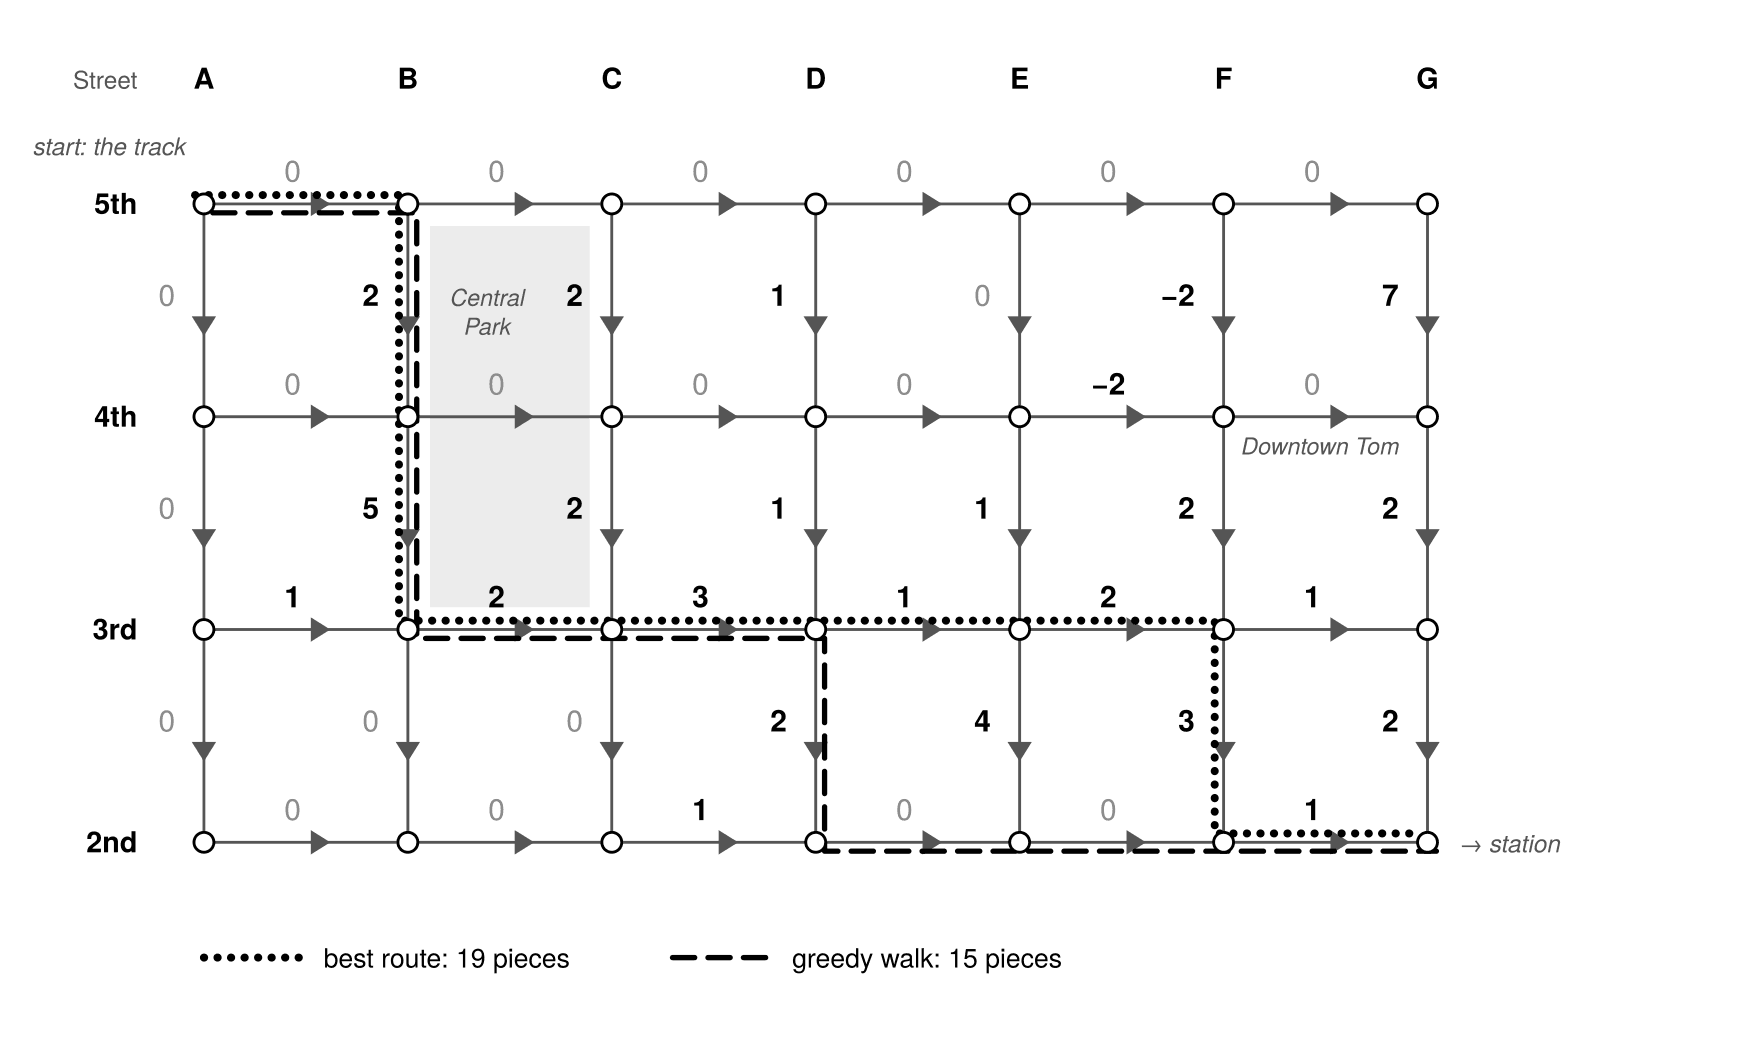 Street A B C D E F G
start: the track
0 0 0 0 0 0
5th
0 2 Central Park 2 1 0 −2 7
0 0 0 0 −2 0
4th
Downtown Tom
0 5 2 1 1 2 2
1 2 3 1 2 1
3rd
0 0 0 2 4 3 2
0 0 1 0 0 1
2nd → station
best route: 19 pieces greedy walk: 15 pieces